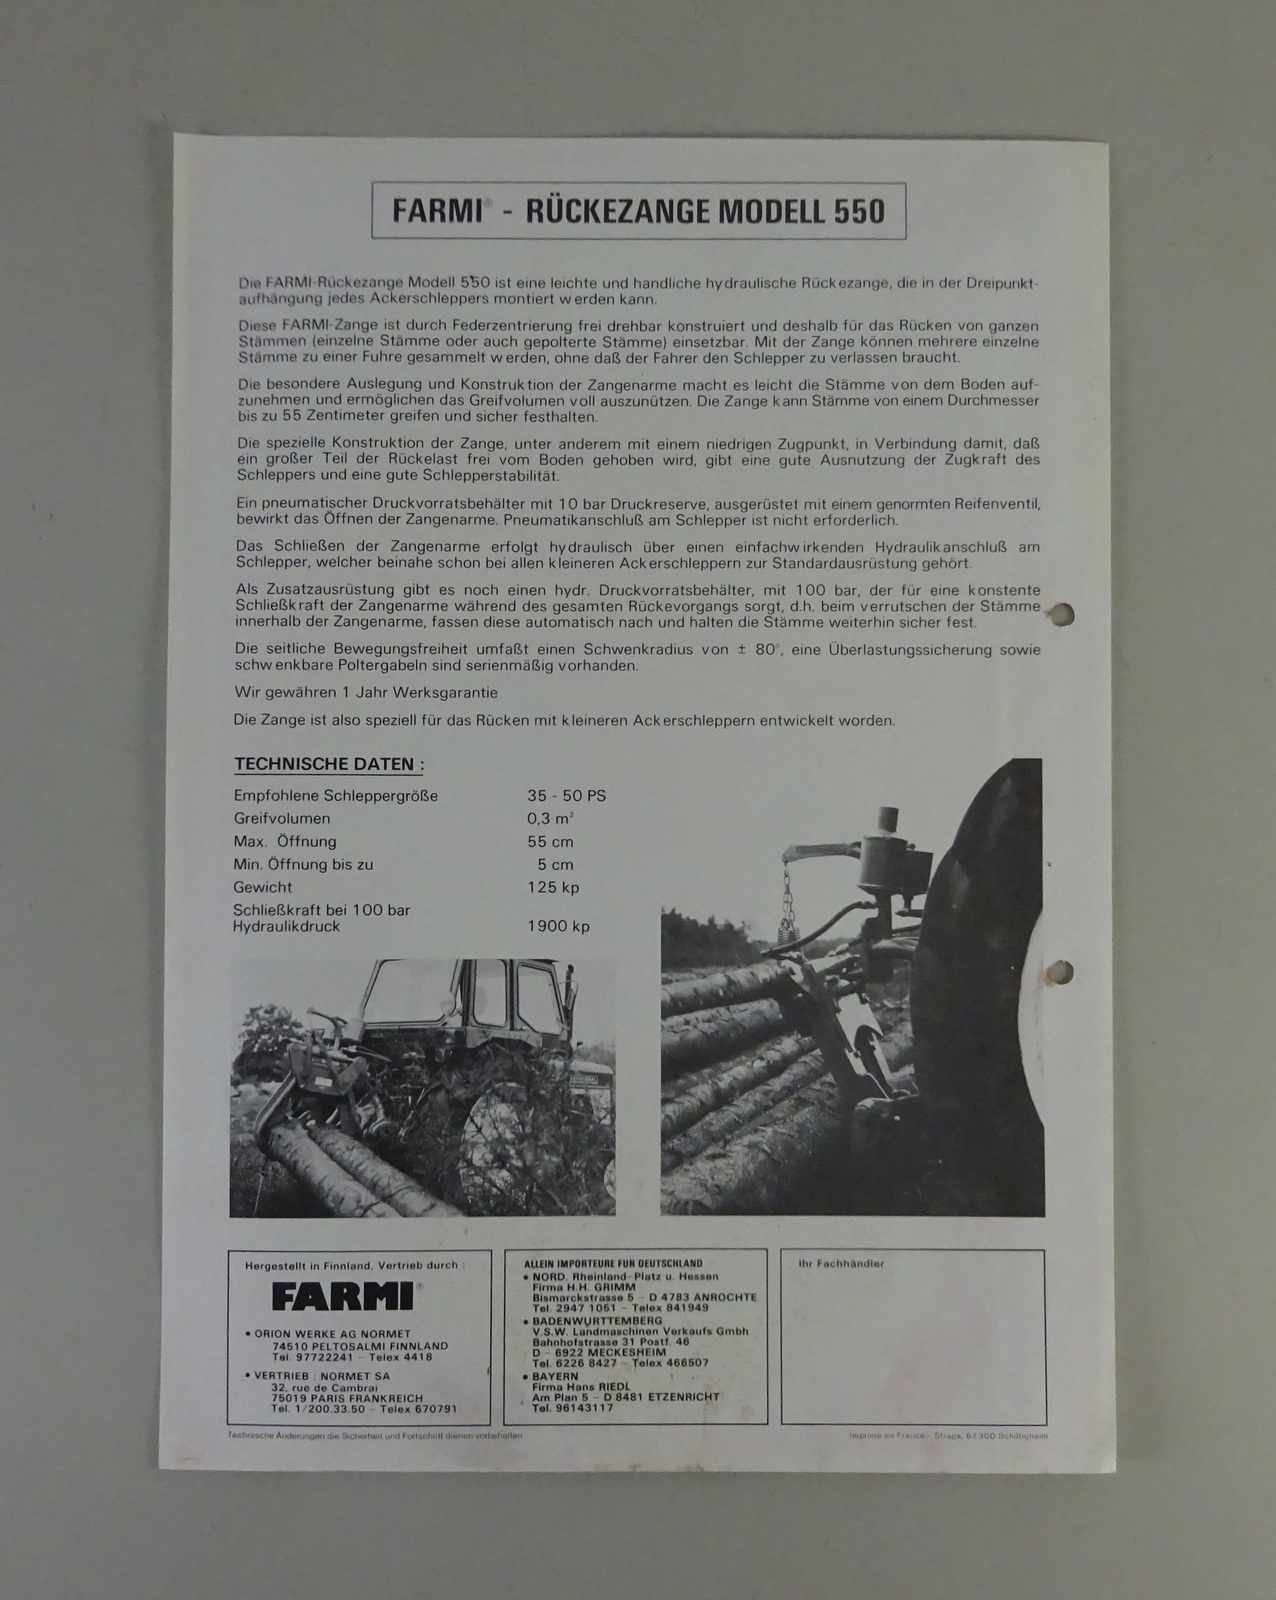 FARMI® - RÜCKEZANGE MODELL 550
Die FARMI-Rückezange Modell 550 ist eine leichte und handliche hydraulische Rückezange, die in der Dreipunkt-
aufhängung jedes Ackerschleppers montiert werden kann.
Diese FARMI-Zange ist durch Federzentrierung frei drehbar konstruiert und deshalb für das Rücken von ganzen
Stämmen (einzelne Stämme oder auch gepolterte Stämme) einsetzbar. Mit der Zange können mehrere einzelne
Stämme zu einer Fuhre gesammelt werden, ohne daß der Fahrer den Schlepper zu verlassen braucht.
Die besondere Auslegung und Konstruktion der Zangenarme macht es leicht die Stämme von dem Boden auf-
zunehmen und ermöglichen das Greifvolumen voll auszunützen. Die Zange kann Stämme von einem Durchmesser
bis zu 55 Zentimeter greifen und sicher festhalten.
Die spezielle Konstruktion der Zange, unter anderem mit einem niedrigen Zugpunkt, in Verbindung damit, daß
ein großer Teil der Rückelast frei vom Boden gehoben wird, gibt eine gute Ausnutzung der Zugkraft des
Schleppers und eine gute Schlepperstabilität.
Ein pneumatischer Druckvorratsbehälter mit 10 bar Druckreserve, ausgerüstet mit einem genormten Reifenventil,
bewirkt das Öffnen der Zangenarme. Pneumatikanschluß am Schlepper ist nicht erforderlich.
Das Schließen der Zangenarme erfolgt hydraulisch über einen einfachwirkenden Hydraulikanschluß am
Schlepper, welcher beinahe schon bei allen kleineren Ackerschleppern zur Standardausrüstung gehört.
Als Zusatzausrüstung gibt es noch einen hydr. Druckvorratsbehälter, mit 100 bar, der für eine konstente
Schließkraft der Zangenarme während des gesamten Rückevorgangs sorgt, d.h. beim verrutschen der Stämme
innerhalb der Zangenarme, fassen diese automatisch nach und halten die Stämme weiterhin sicher fest.
Die seitliche Bewegungsfreiheit umfaßt einen Schwenkradius von ± 80°, eine Überlastungssicherung sowie
schwenkbare Poltergabeln sind serienmäßig vorhanden.
Wir gewähren 1 Jahr Werksgarantie
Die Zange ist also speziell für das Rücken mit kleineren Ackerschleppern entwickelt worden.
TECHNISCHE DATEN :
Empfohlene Schleppergröße 35 - 50 PS
Greifvolumen 0,3 m²
Max. Öffnung 55 cm
Min. Öffnung bis zu 5 cm
Gewicht 125 kp
Schließkraft bei 100 bar
Hydraulikdruck 1900 kp
Hergestellt in Finnland, Vertrieb durch :
FARMI®
• ORION WERKE AG NORMET
74510 PELTOSALMI FINNLAND
Tel. 97722241 - Telex 4418
• VERTRIEB : NORMET SA
32, rue de Cambrai
75019 PARIS FRANKREICH
Tel. 1/200.33.50 - Telex 670791
ALLEIN IMPORTEURE FUR DEUTSCHLAND
• NORD, Rheinland-Platz u. Hessen
Firma H.H. GRIMM
Bismarckstrasse 5 - D 4783 ANROCHTE
Tel. 2947 1051 - Telex 841949
• BADENWURTTEMBERG
V.S.W. Landmaschinen Verkaufs Gmbh
Bahnhofstrasse 31 Postf. 46
D - 6922 MECKESHEIM
Tel. 6226 8427 - Telex 466507
• BAYERN
Firma Hans RIEDL
Am Plan 5 - D 8481 ETZENRICHT
Tel. 96143117
Ihr Fachhändler
Technische Änderungen die Sicherheit und Fortschritt dienen vorbehalten
Imprimé en France - Strapa, 67300 Schiltigheim